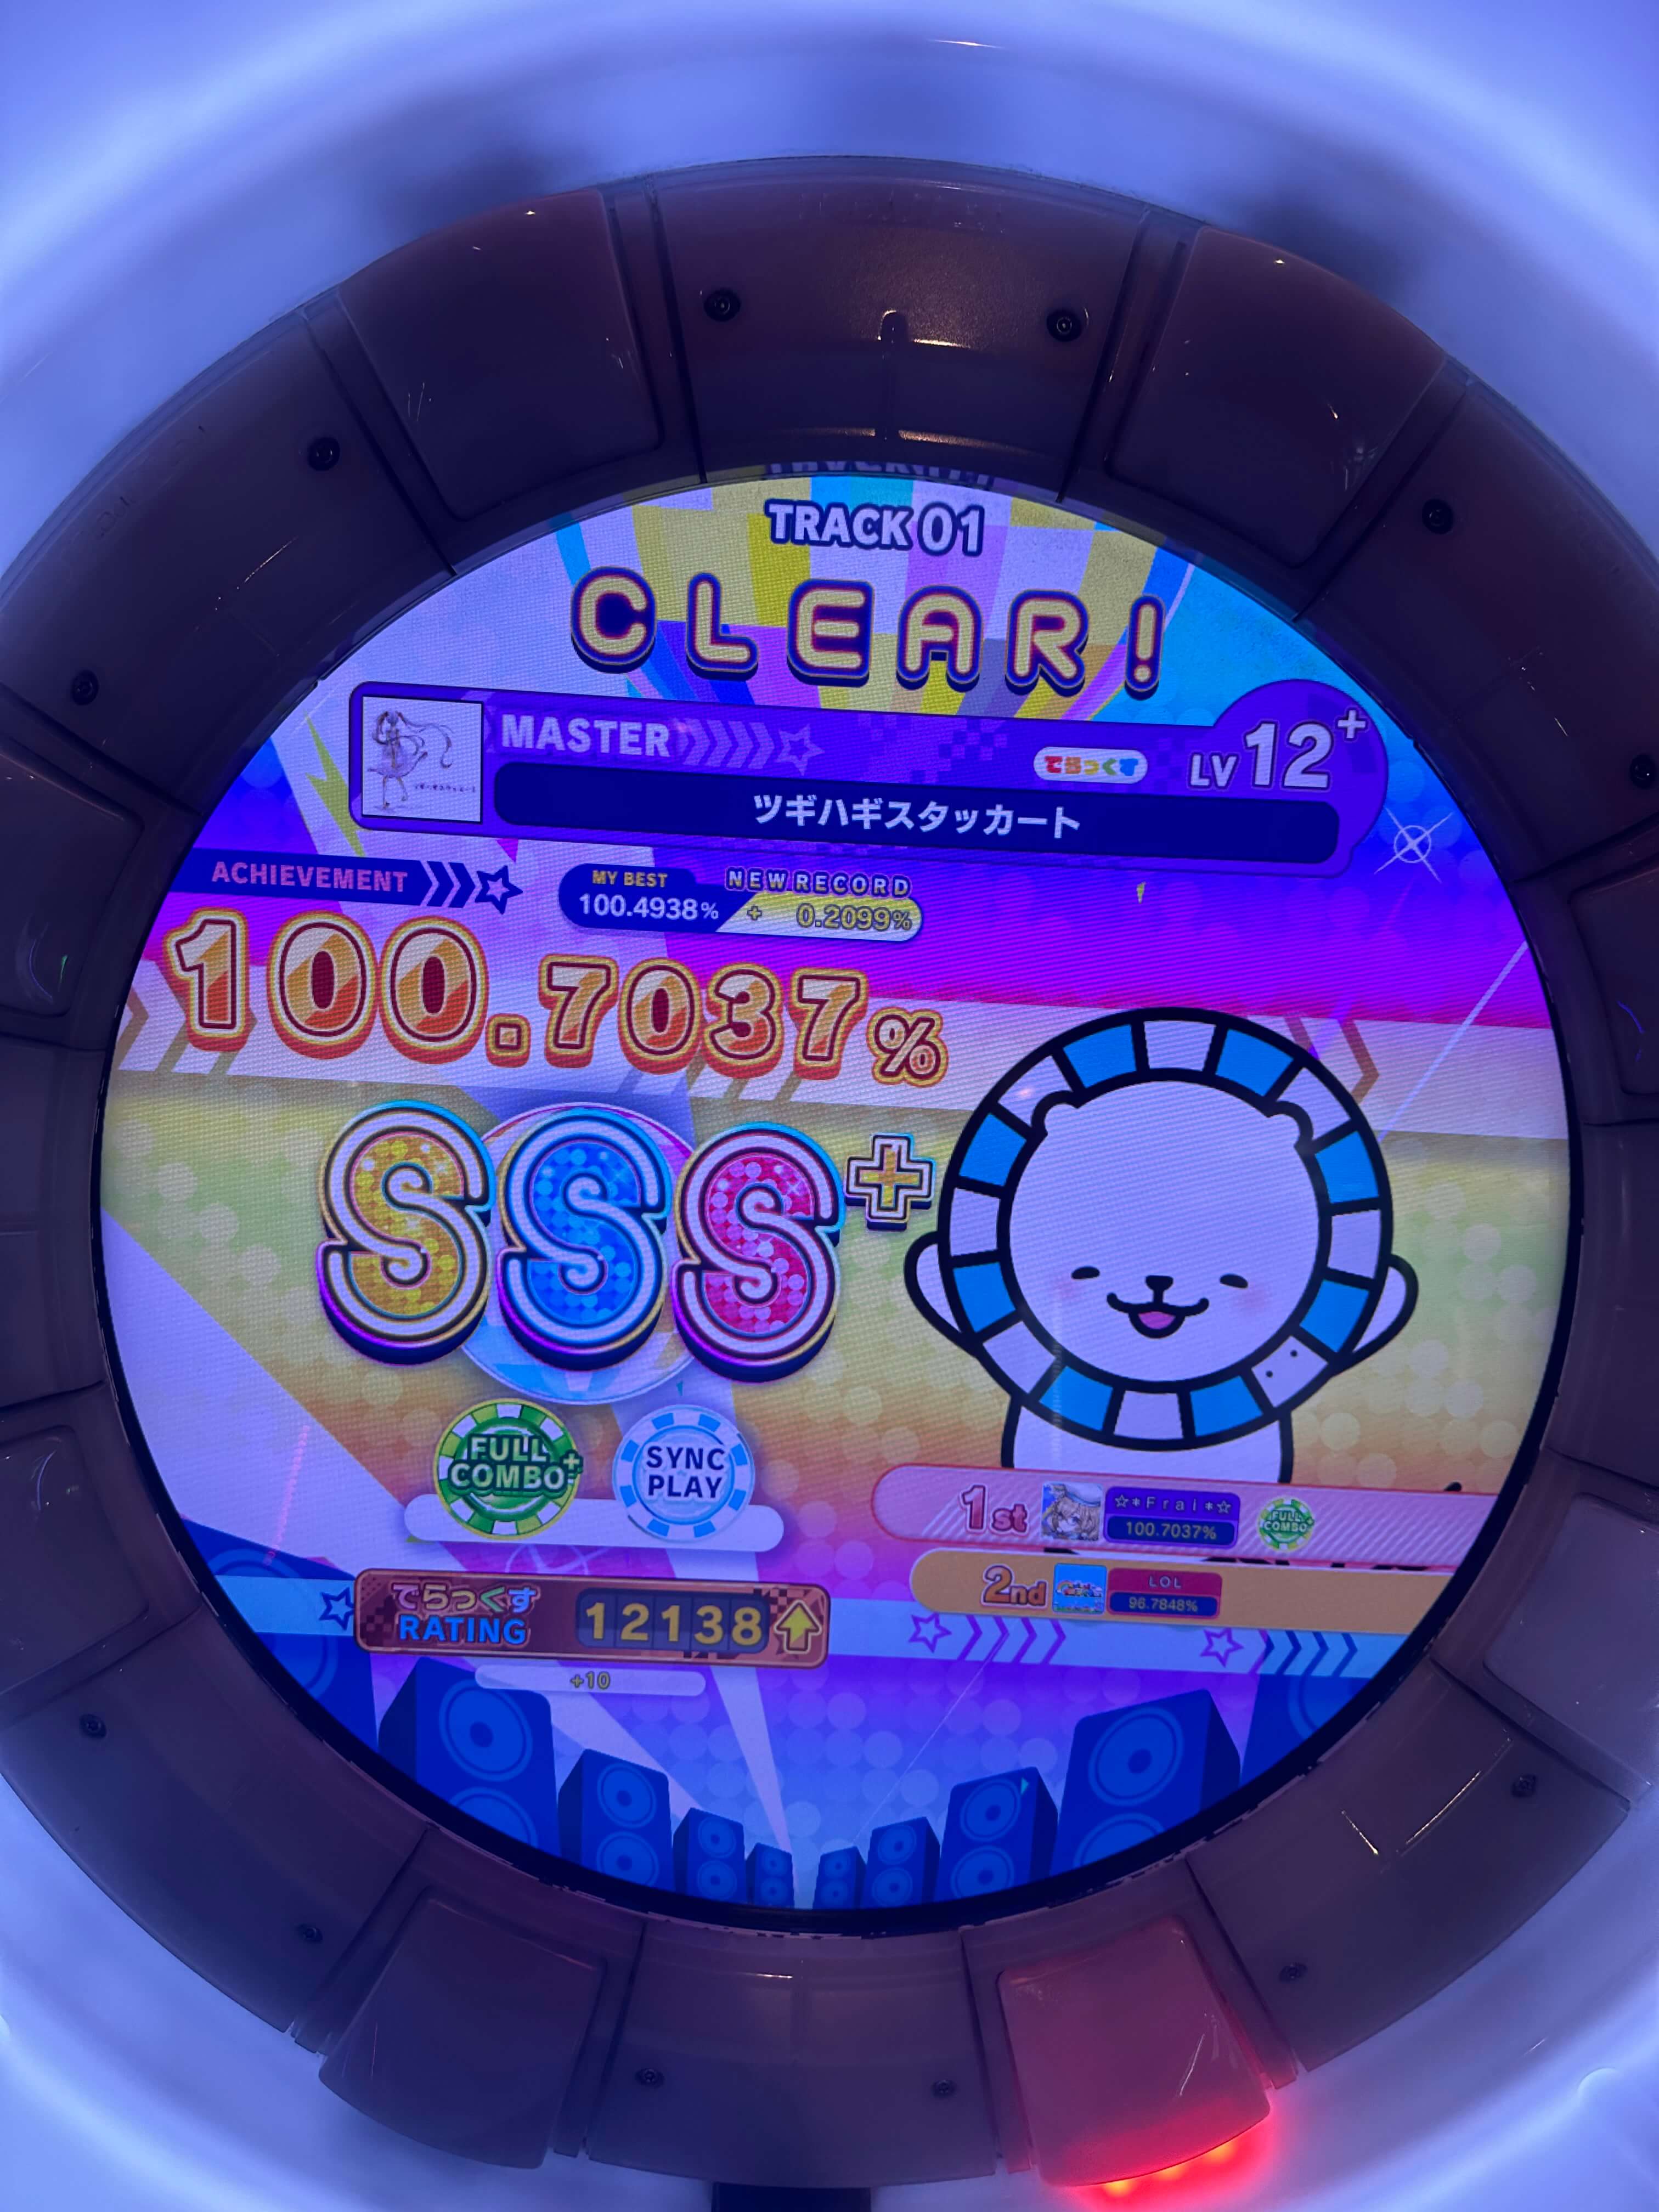 TRACK 01
CLEAR!
MASTER
でらっくす
LV 12+
ツギハギスタッカート
ACHIEVEMENT
MY BEST
100.4938%
NEW RECORD
+ 0.2099%
100.7037%
SSS+
FULL COMBO+
SYNC PLAY
1st
☆*Frai*☆
100.7037%
FULL COMBO+
2nd
LOL
96.7848%
でらっくす
RATING
12138
+10